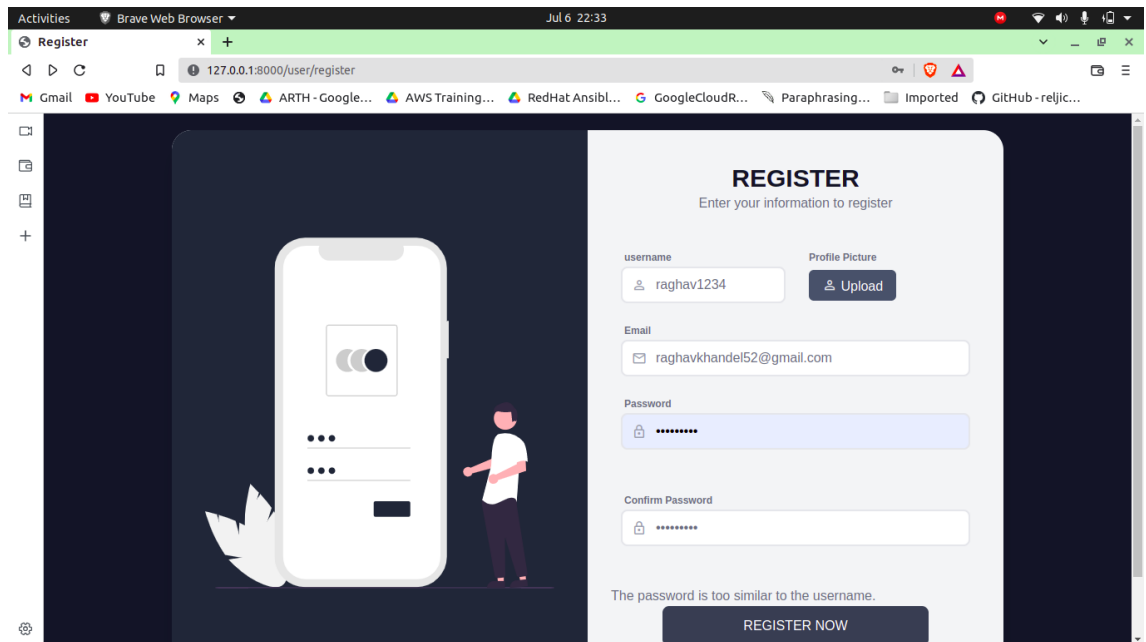 Activities Brave Web Browser Jul 6 22:33
Register
127.0.0.1:8000/user/register
Gmail YouTube Maps ARTH - Google... AWS Training... RedHat Ansibl... GoogleCloudR... Paraphrasing... Imported GitHub - reljic...
REGISTER
Enter your information to register
username Profile Picture
raghav1234 Upload
Email
raghavkhandel52@gmail.com
Password
•••••••••
Confirm Password
•••••••••
The password is too similar to the username.
REGISTER NOW